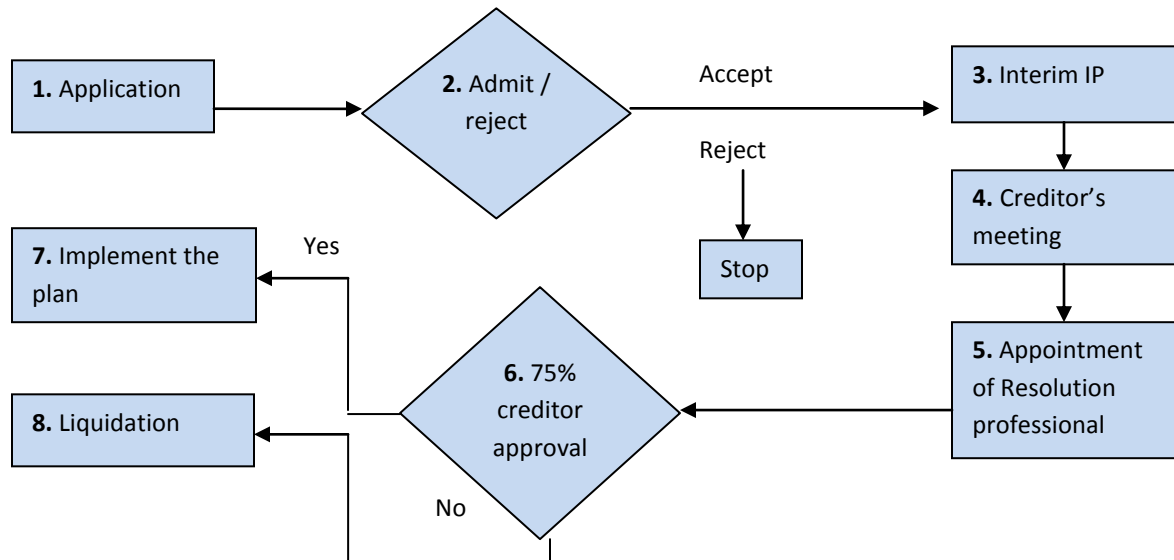 1. Application
2. Admit /
reject
Accept
3. Interim IP
Reject
Stop
4. Creditor’s
meeting
5. Appointment
of Resolution
professional
6. 75%
creditor
approval
Yes
7. Implement the
plan
No
8. Liquidation